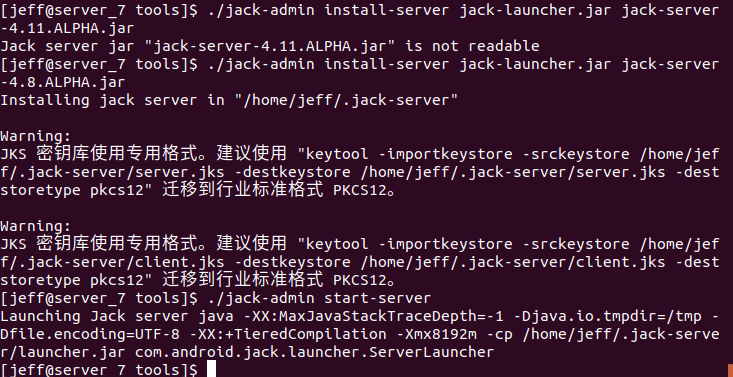 [jeff@server_7 tools]$ ./jack-admin install-server jack-launcher.jar jack-server
-4.11.ALPHA.jar
Jack server jar "jack-server-4.11.ALPHA.jar" is not readable
[jeff@server_7 tools]$ ./jack-admin install-server jack-launcher.jar jack-server
-4.8.ALPHA.jar
Installing jack server in "/home/jeff/.jack-server"
Warning:
JKS 密钥库使用专用格式。建议使用 "keytool -importkeystore -srckeystore /home/jef
f/.jack-server/server.jks -destkeystore /home/jeff/.jack-server/server.jks -dest
storetype pkcs12" 迁移到行业标准格式 PKCS12。
Warning:
JKS 密钥库使用专用格式。建议使用 "keytool -importkeystore -srckeystore /home/jef
f/.jack-server/client.jks -destkeystore /home/jeff/.jack-server/client.jks -dest
storetype pkcs12" 迁移到行业标准格式 PKCS12。
[jeff@server_7 tools]$ ./jack-admin start-server
Launching Jack server java -XX:MaxJavaStackTraceDepth=-1 -Djava.io.tmpdir=/tmp -
Dfile.encoding=UTF-8 -XX:+TieredCompilation -Xmx8192m -cp /home/jeff/.jack-serve
r/launcher.jar com.android.jack.launcher.ServerLauncher
[jeff@server_7 tools]$